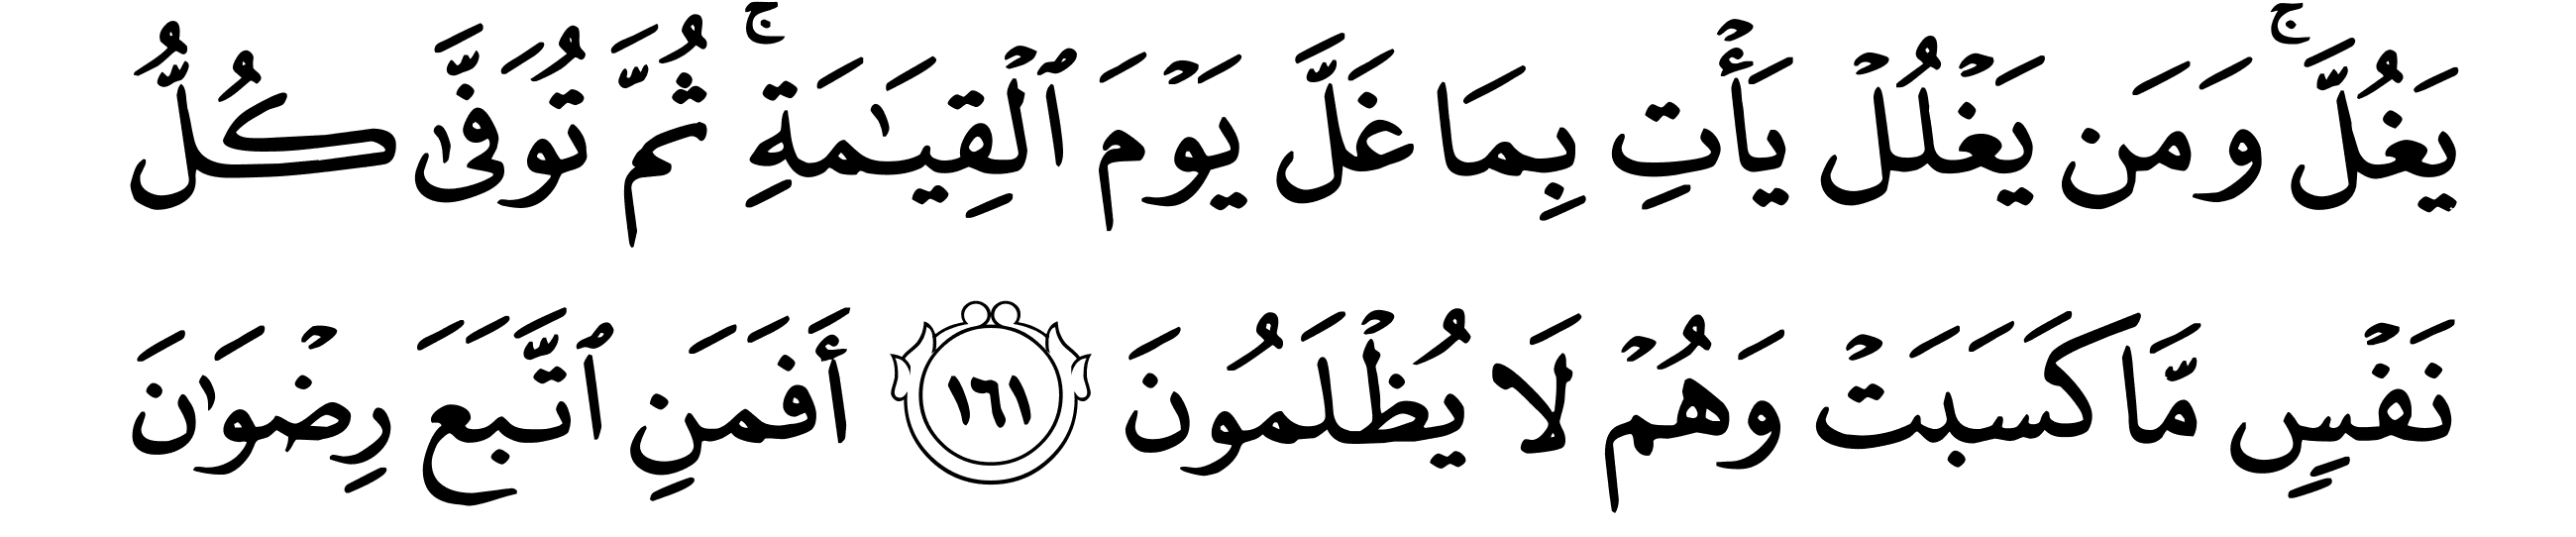 يَغُلَّۚ وَمَن يَغۡلُلۡ يَأۡتِ بِمَا غَلَّ يَوۡمَ ٱلۡقِيَٰمَةِۚ ثُمَّ تُوَفَّىٰ كُلُّ
نَفۡسٖ مَّا كَسَبَتۡ وَهُمۡ لَا يُظۡلَمُونَ ١٦١ أَفَمَنِ ٱتَّبَعَ رِضۡوَٰنَ